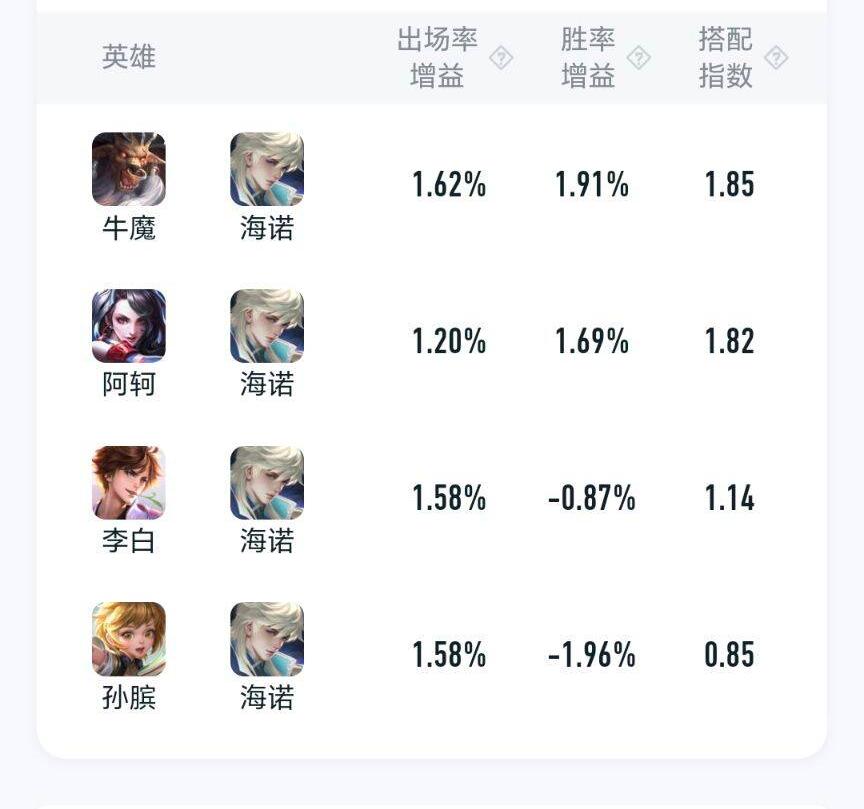 英雄 出场率增益 ? 胜率增益 ? 搭配指数 ?
牛魔 海诺 1.62% 1.91% 1.85
阿轲 海诺 1.20% 1.69% 1.82
李白 海诺 1.58% -0.87% 1.14
孙膑 海诺 1.58% -1.96% 0.85